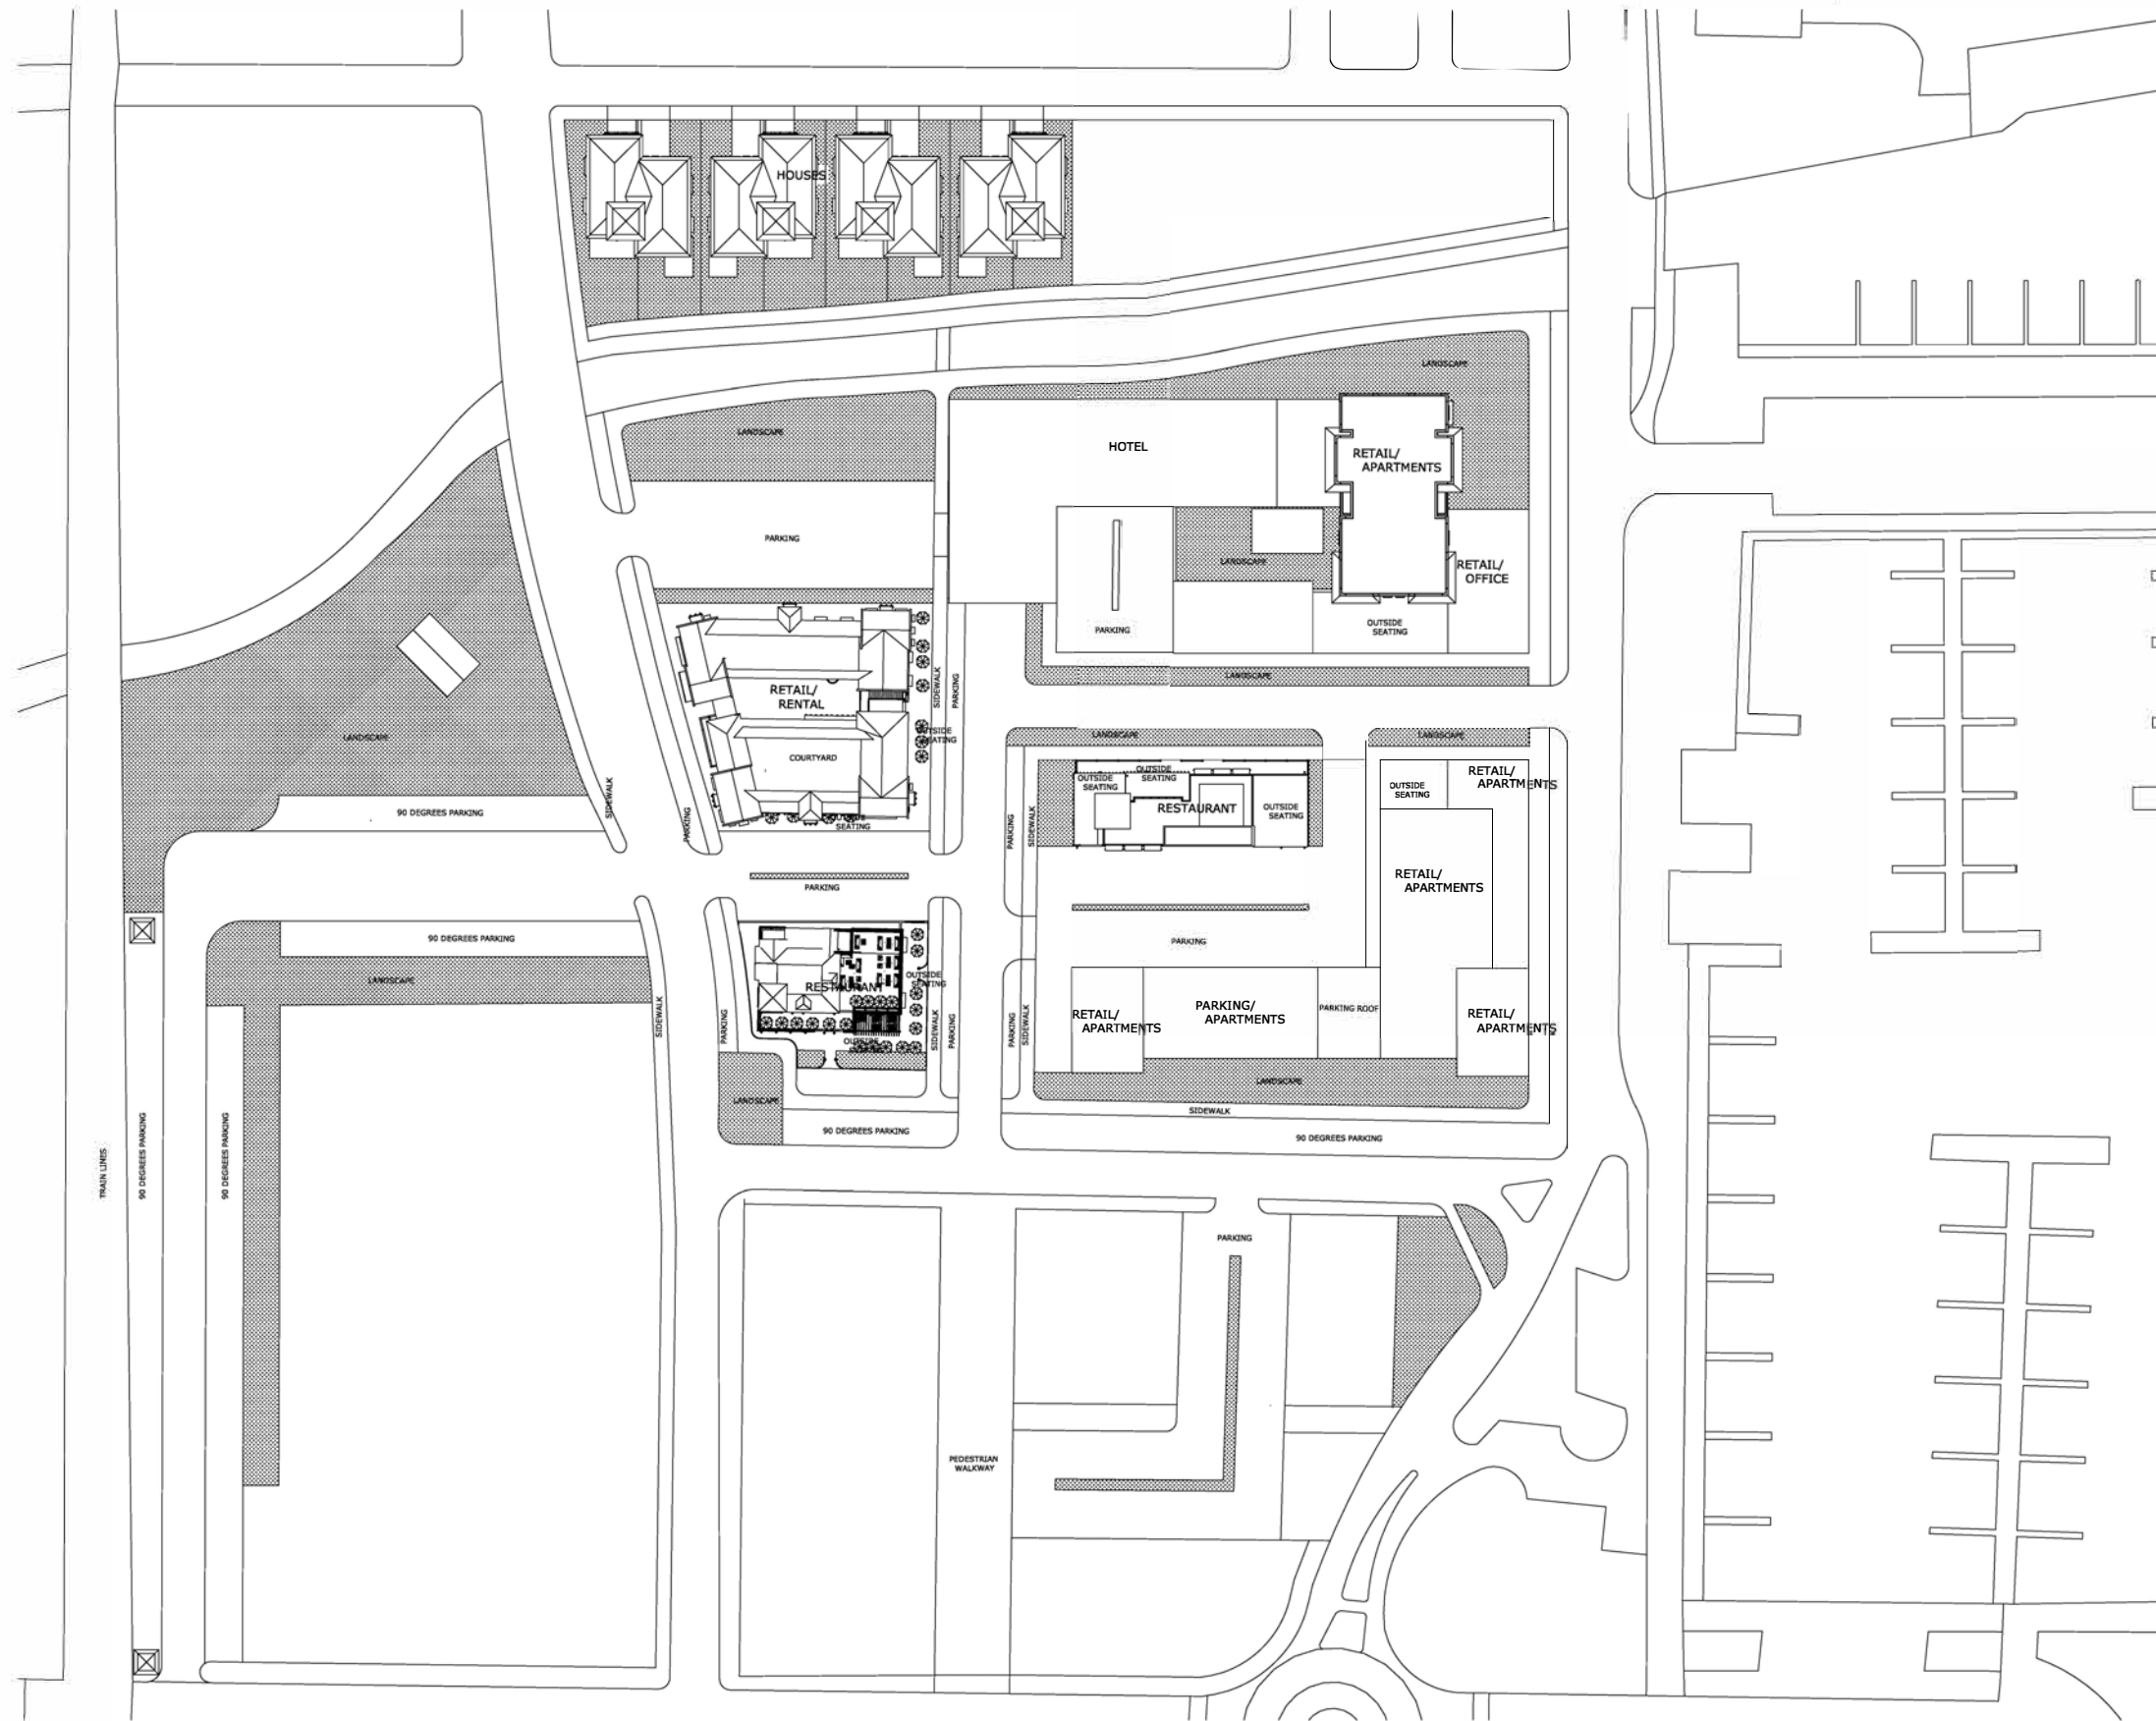 HOUSES
LANDSCAPE
LANDSCAPE
HOTEL
RETAIL/
APARTMENTS
PARKING
LANDSCAPE
RETAIL/
OFFICE
PARKING
OUTSIDE
SEATING
LANDSCAPE
RETAIL/
RENTAL
SIDEWALK
PARKING
OUTSIDE
SEATING
COURTYARD
LANDSCAPE
LANDSCAPE
LANDSCAPE
90 DEGREES PARKING
SIDEWALK
PARKING
OUTSIDE
SEATING
PARKING
SIDEWALK
OUTSIDE
SEATING
OUTSIDE
SEATING
RESTAURANT
OUTSIDE
SEATING
OUTSIDE
SEATING
RETAIL/
APARTMENTS
RETAIL/
APARTMENTS
PARKING
90 DEGREES PARKING
LANDSCAPE
SIDEWALK
PARKING
RESTAURANT
OUTSIDE
SEATING
OUTSIDE
SIDEWALK
PARKING
PARKING
PARKING
SIDEWALK
RETAIL/
APARTMENTS
PARKING/
APARTMENTS
PARKING ROOF
RETAIL/
APARTMENTS
LANDSCAPE
LANDSCAPE
SIDEWALK
90 DEGREES PARKING
90 DEGREES PARKING
TRAIN LINES
90 DEGREES PARKING
90 DEGREES PARKING
PARKING
PEDESTRIAN
WALKWAY